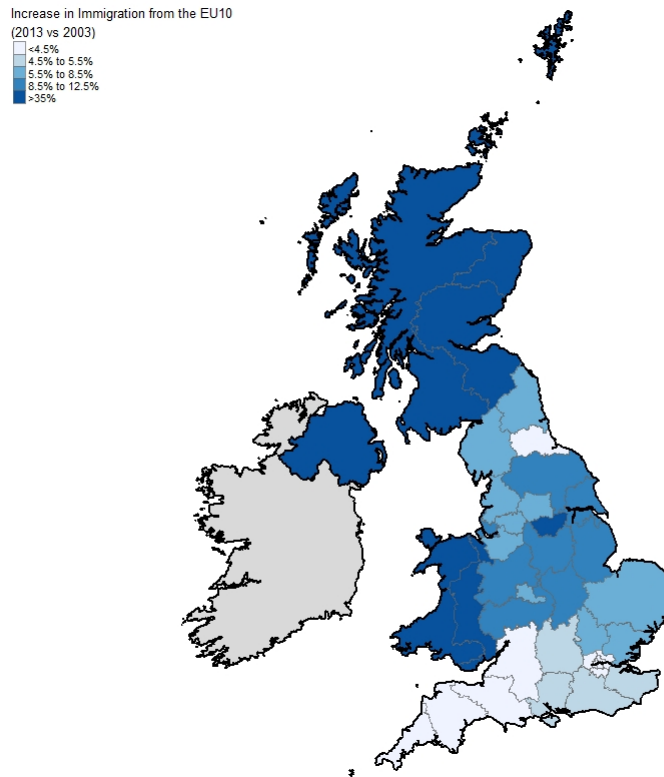 Increase in Immigration from the EU10
(2013 vs 2003)
<4.5%
4.5% to 5.5%
5.5% to 8.5%
8.5% to 12.5%
>35%